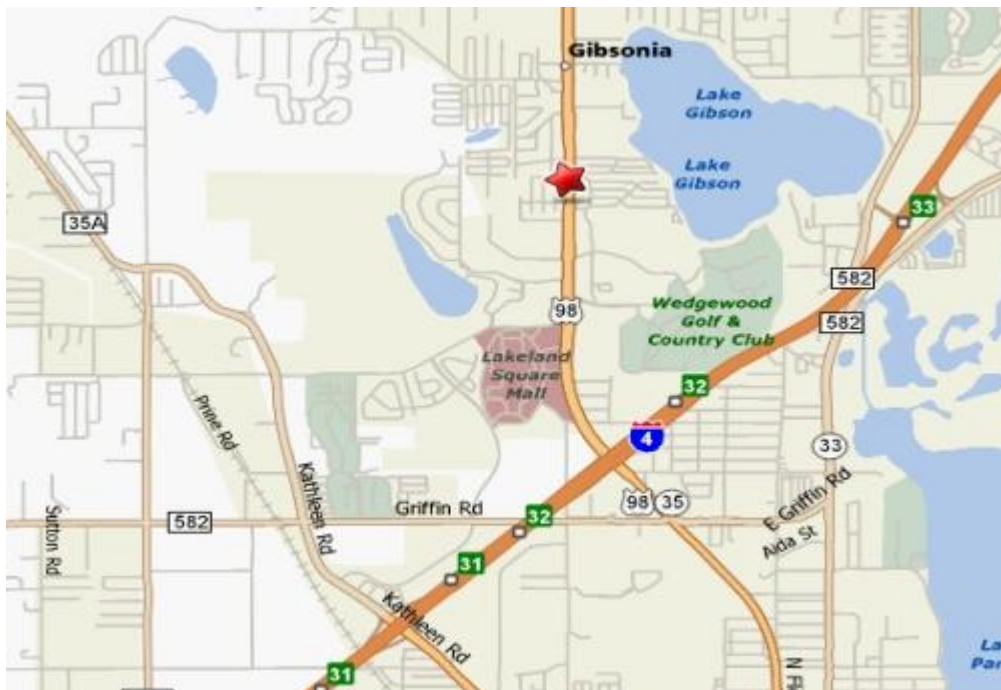 Gibsonia
Lake
Gibson
Lake
Gibson
33
35A
582
98
Wedgewood
Golf &
Country Club
582
Lakeland
Square
Mall
32
Prine Rd
4
33
Kathleen Rd
98
35
Griffin Rd
E Griffin Rd
582
32
Sutton Rd
Aida St
31
Kathleen Rd
31